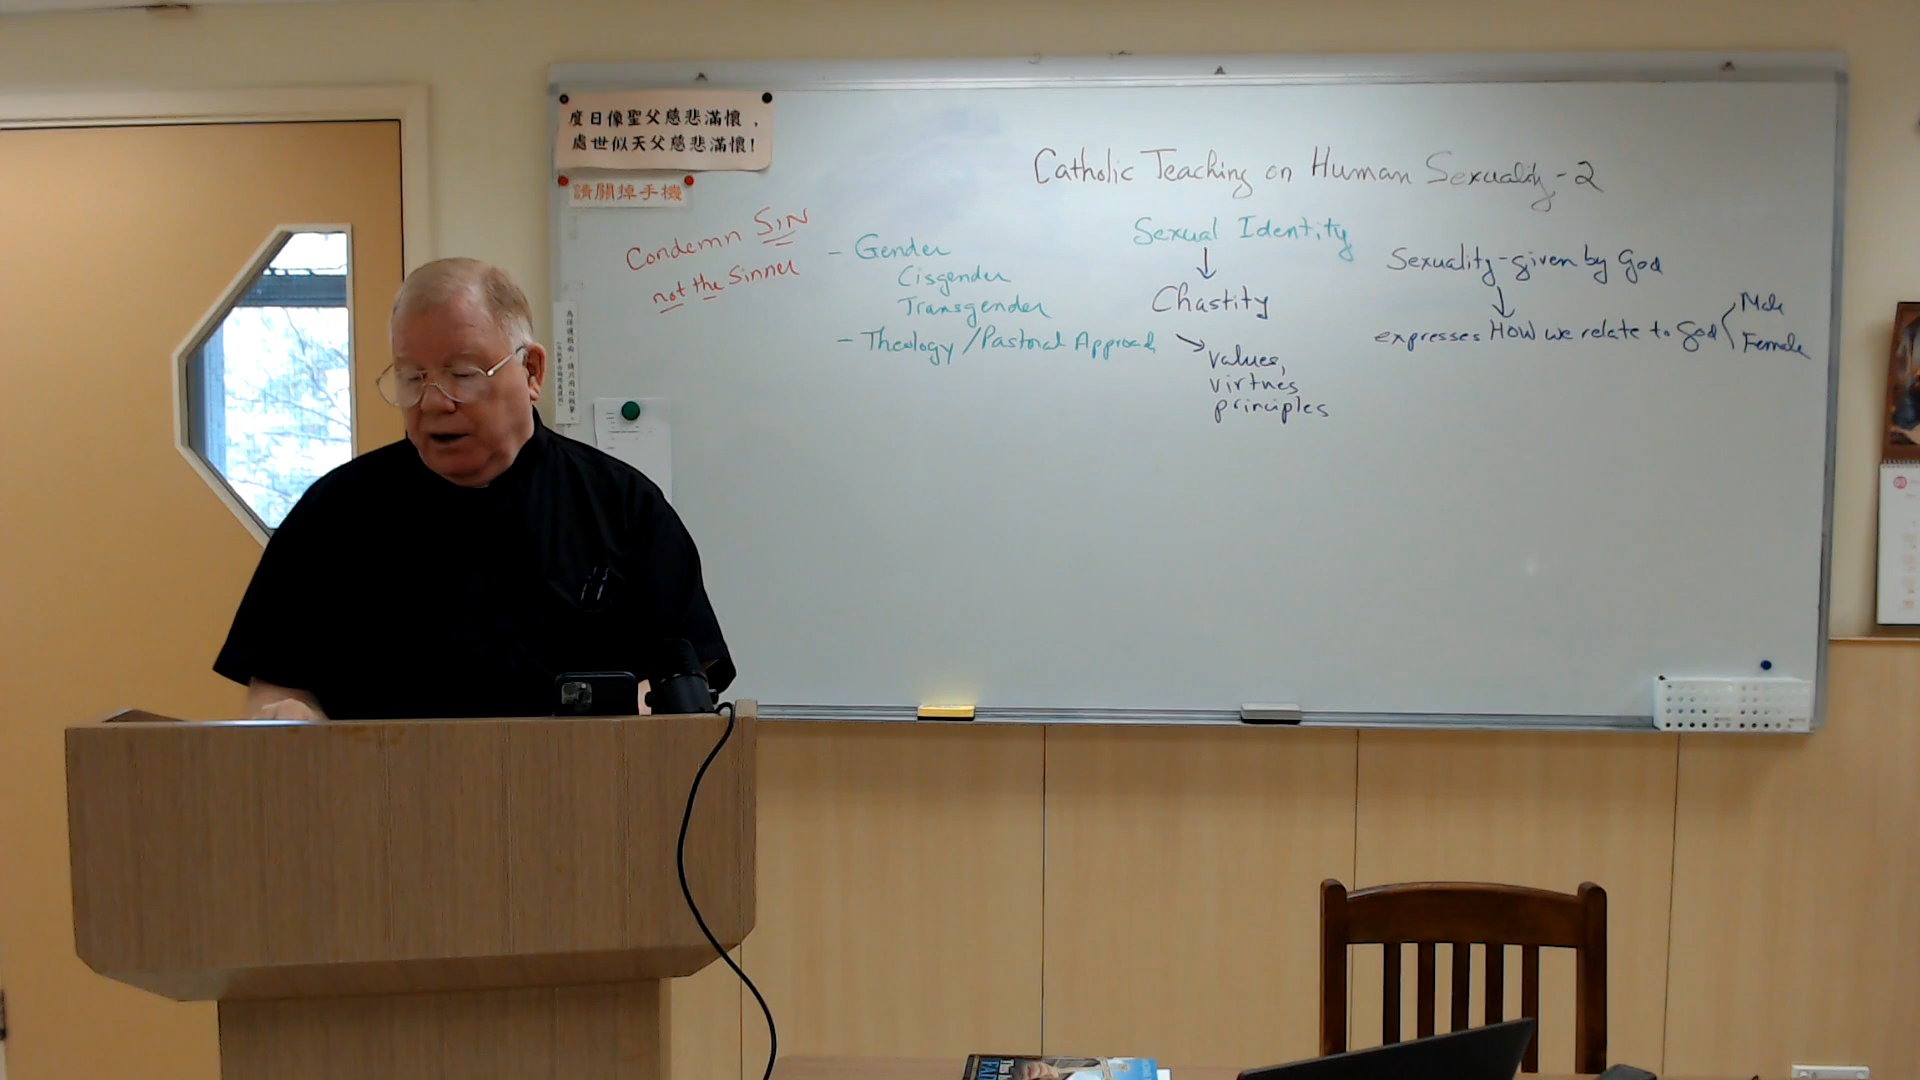 度日像聖父慈悲滿懷，
處世似天父慈悲滿懷！
請關掉手機
Catholic Teaching on Human Sexuality - 2
Condemn SIN
not the Sinner
- Gender
Cisgender
Transgender
- Theology / Pastoral Approach
Sexual Identity
↓
Chastity
→ values,
virtues
principles
Sexuality - given by God
↓
expresses How we relate to God
Male
Female